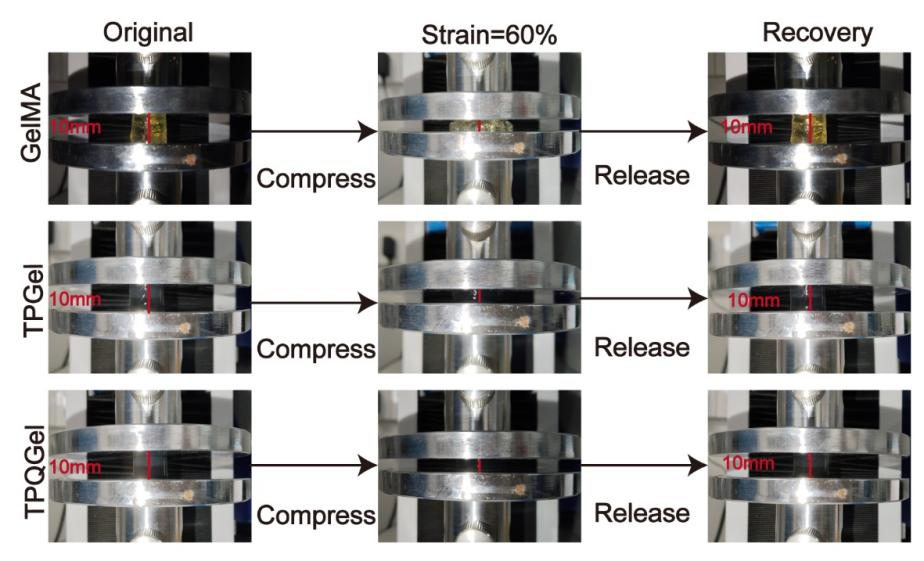 Original Strain=60% Recovery
GelMA
10mm
10mm
Compress
Release
TPGel
10mm
10mm
Compress
Release
TPQGel
10mm
10mm
Compress
Release